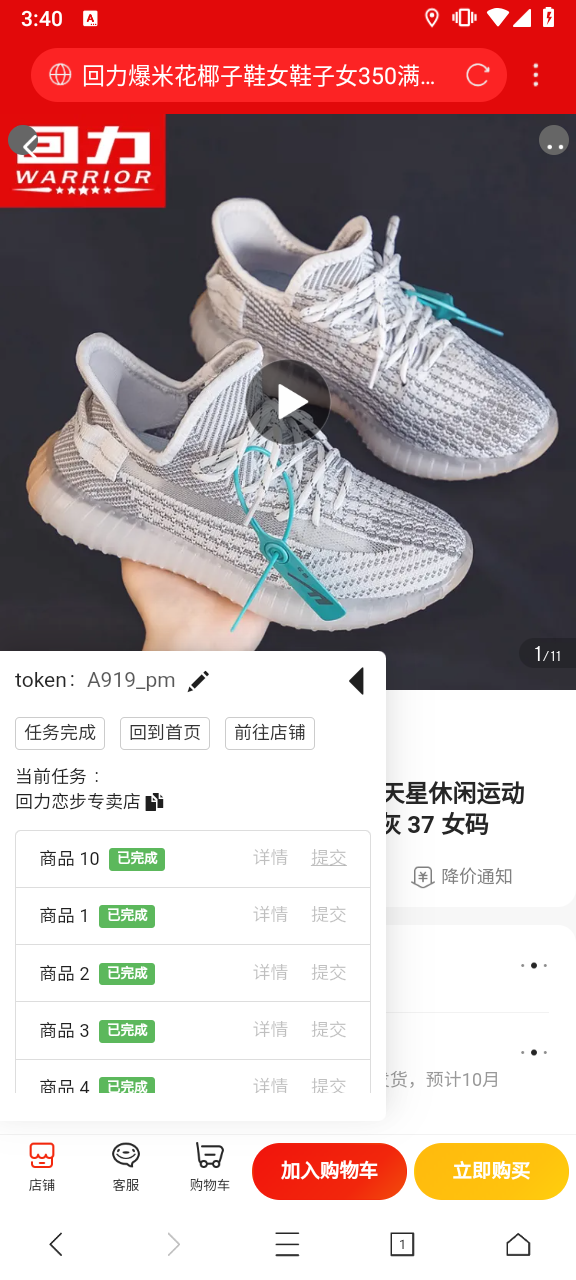 3:40
A
回力爆米花椰子鞋女鞋子女350满...
回力
WARRIOR
1/11
token： A919_pm
任务完成 回到首页 前往店铺
当前任务 :
回力恋步专卖店
天星休闲运动
灰 37 女码
降价通知
商品 10 已完成 详情 提交
商品 1 已完成 详情 提交
商品 2 已完成 详情 提交
商品 3 已完成 详情 提交
商品 4 已完成 详情 提交
发货，预计10月
店铺 客服 购物车 加入购物车 立即购买
1